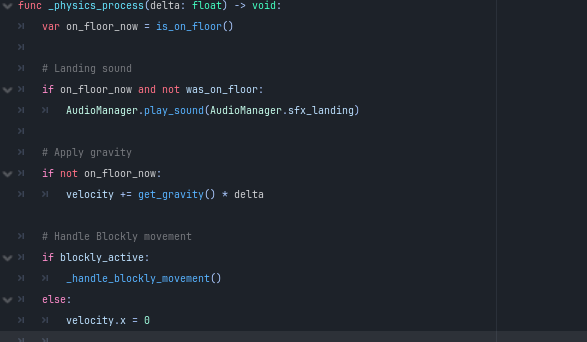 func _physics_process(delta: float) -> void:
var on_floor_now = is_on_floor()
# Landing sound
if on_floor_now and not was_on_floor:
AudioManager.play_sound(AudioManager.sfx_landing)
# Apply gravity
if not on_floor_now:
velocity += get_gravity() * delta
# Handle Blockly movement
if blockly_active:
_handle_blockly_movement()
else:
velocity.x = 0